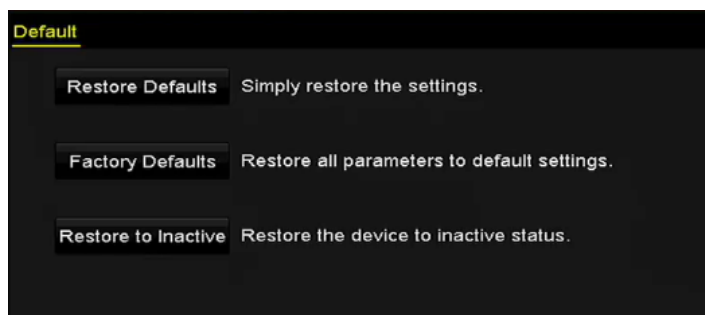 Default
Restore Defaults Simply restore the settings.
Factory Defaults Restore all parameters to default settings.
Restore to Inactive Restore the device to inactive status.